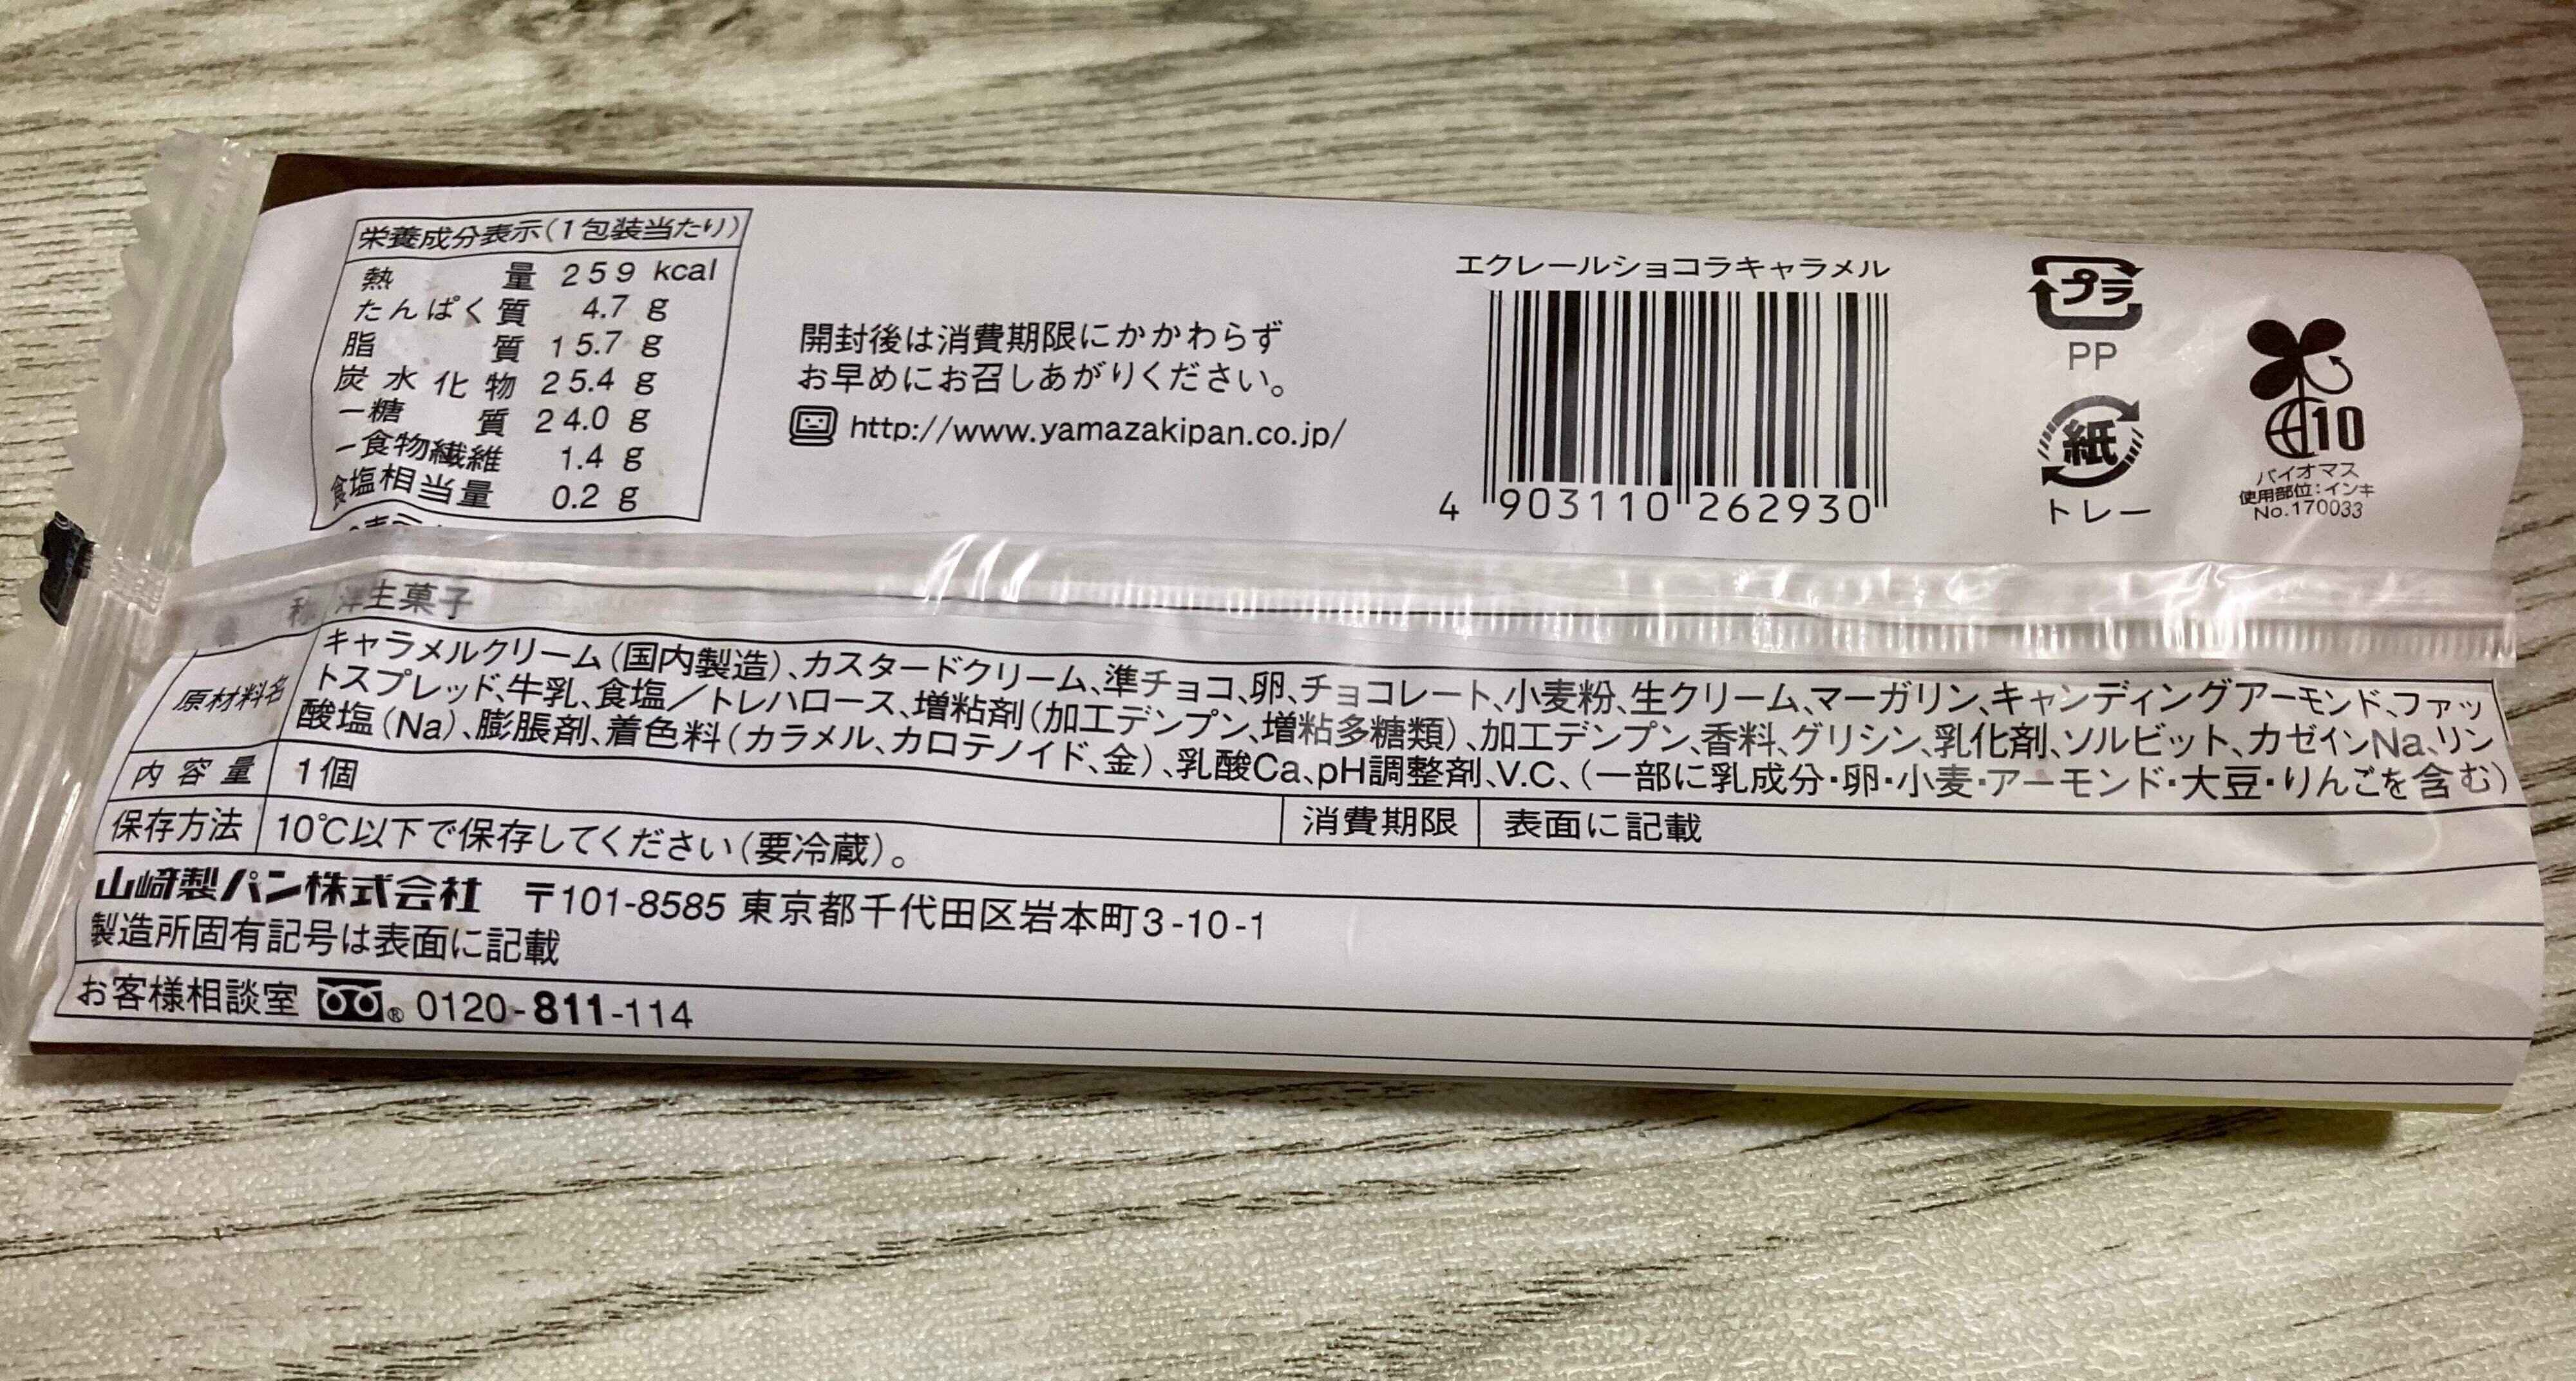 栄養成分表示(1包装当たり)
熱量 259 kcal
たんぱく質 4.7 g
脂質 15.7 g
炭水化物 25.4 g
ー糖質 24.0 g
ー食物繊維 1.4 g
食塩相当量 0.2 g
開封後は消費期限にかかわらず
お早めにお召しあがりください。
http://www.yamazakipan.co.jp/
エクレールショコラキャラメル
4 903110 262930
プラ
PP
紙
トレー
10
バイオマス
使用部位:インキ
No.170033
称 洋生菓子
原材料名 キャラメルクリーム(国内製造)、カスタードクリーム、準チョコ、卵、チョコレート、小麦粉、生クリーム、マーガリン、キャンディングアーモンド、ファッ
トスプレッド、牛乳、食塩/トレハロース、増粘剤(加工デンプン、増粘多糖類)、加工デンプン、香料、グリシン、乳化剤、ソルビット、カゼインNa、リン
酸塩(Na)、膨脹剤、着色料(カラメル、カロテノイド、金)、乳酸Ca、pH調整剤、V.C、(一部に乳成分・卵・小麦・アーモンド・大豆・りんごを含む)
内容量 1個
消費期限 表面に記載
保存方法 10℃以下で保存してください(要冷蔵)。
山崎製パン株式会社 〒101-8585 東京都千代田区岩本町3-10-1
製造所固有記号は表面に記載
お客様相談室 ® 0120-811-114